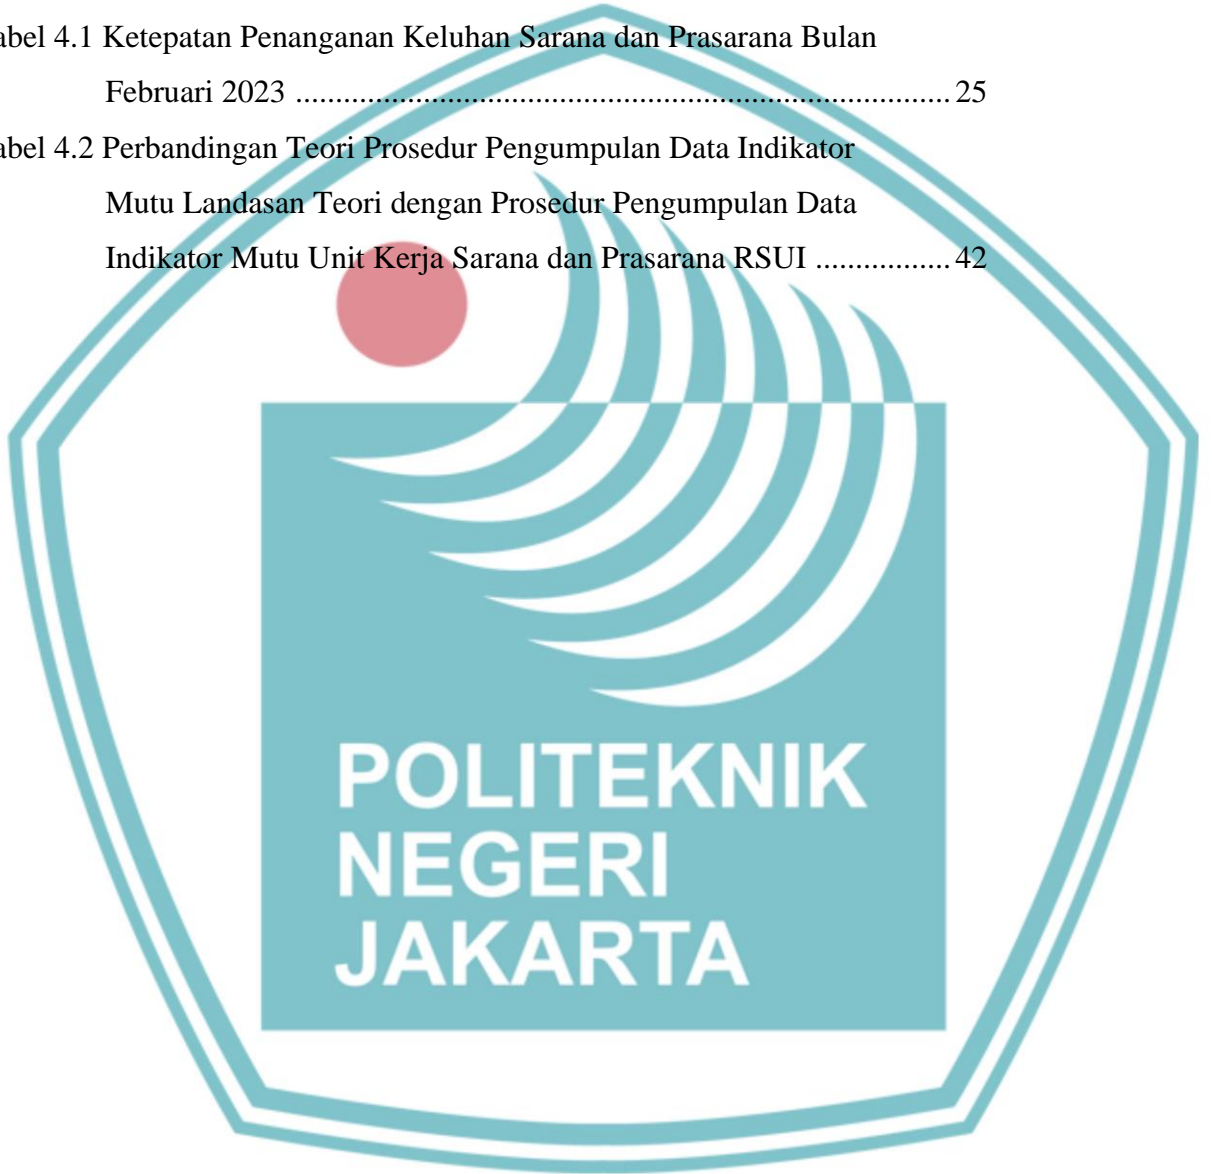 abel 4.1 Ketepatan Penanganan Keluhan Sarana dan Prasarana Bulan
Februari 2023 ................................................................................. 25
abel 4.2 Perbandingan Teori Prosedur Pengumpulan Data Indikator
Mutu Landasan Teori dengan Prosedur Pengumpulan Data
Indikator Mutu Unit Kerja Sarana dan Prasarana RSUI ................. 42
POLITEKNIK
NEGERI
JAKARTA